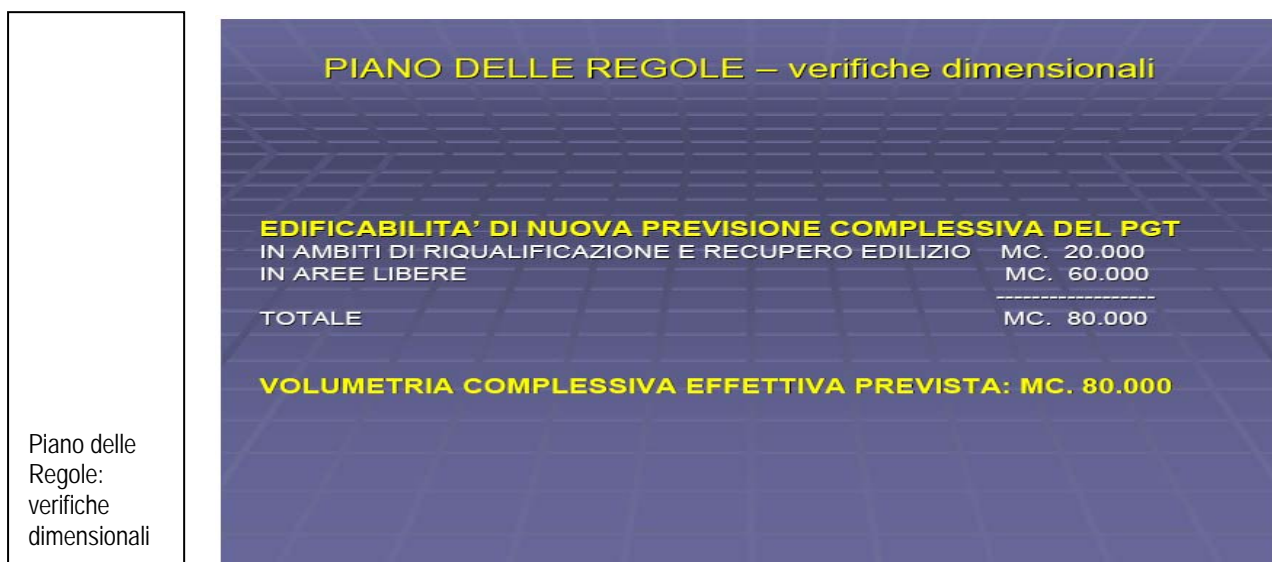 Piano delle
Regole:
verifiche
dimensionali
PIANO DELLE REGOLE – verifiche dimensionali
EDIFICABILITA’ DI NUOVA PREVISIONE COMPLESSIVA DEL PGT
IN AMBITI DI RIQUALIFICAZIONE E RECUPERO EDILIZIO MC. 20.000
IN AREE LIBERE MC. 60.000
------------------
TOTALE MC. 80.000
VOLUMETRIA COMPLESSIVA EFFETTIVA PREVISTA: MC. 80.000